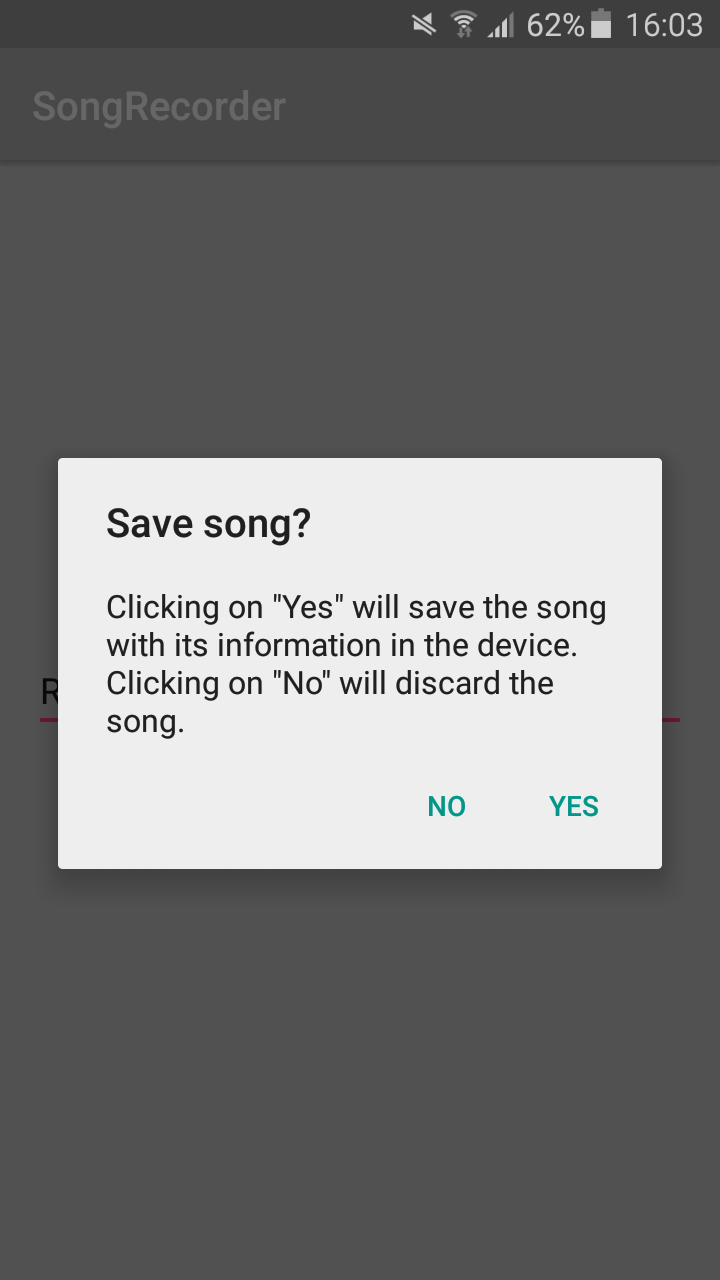 62% 16:03
SongRecorder
Save song?
Clicking on "Yes" will save the song
with its information in the device.
Clicking on "No" will discard the
song.
R
NO YES